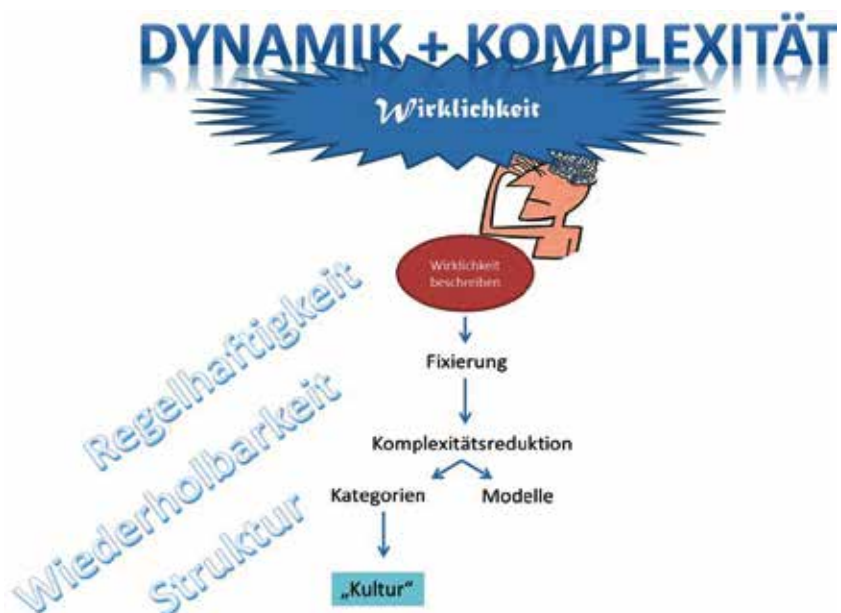 DYNAMIK + KOMPLEXITÄT
Wirklichkeit
Wirklichkeit
beschreiben
Fixierung
Komplexitätsreduktion
Kategorien Modelle
„Kultur“
Regelhaftigkeit
Wiederholbarkeit
Struktur